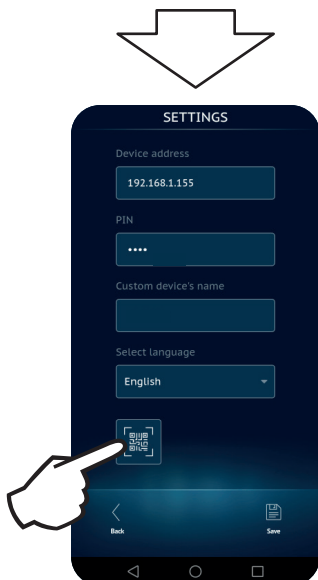 SETTINGS
Device address
192.168.1.155
PIN
••••
Custom device's name
Select language
English
Back
Save